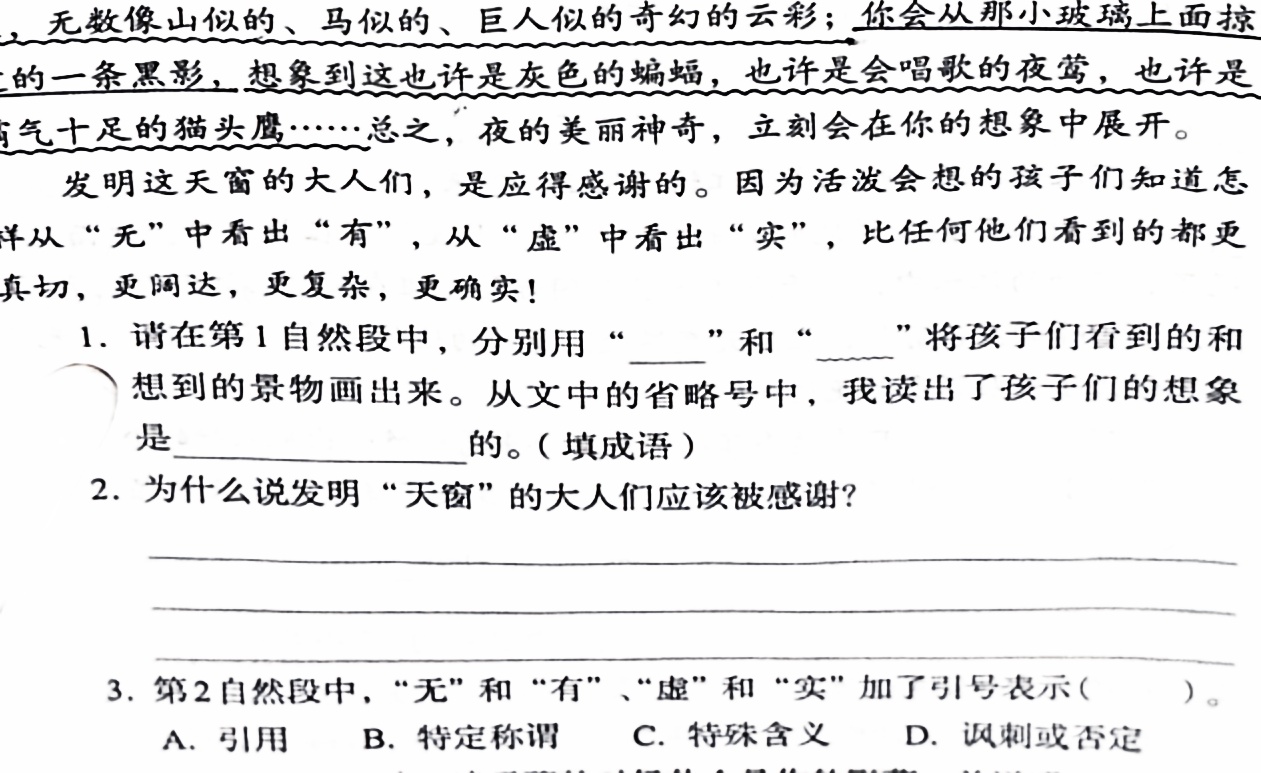 ，无数像山似的、马似的、巨人似的奇幻的云彩；你会从那小玻璃上面掠
的一条黑影，想象到这也许是灰色的蝙蝠，也许是会唱歌的夜莺，也许是
气十足的猫头鹰……总之，夜的美丽神奇，立刻会在你的想象中展开。
发明这天窗的大人们，是应得感谢的。因为活泼会想的孩子们知道怎
样从“无”中看出“有”，从“虚”中看出“实”，比任何他们看到的都更
真切，更阔达，更复杂，更确实！
1. 请在第1自然段中，分别用“____”和“____”将孩子们看到的和
想到的景物画出来。从文中的省略号中，我读出了孩子们的想象
是____________的。（填成语）
2. 为什么说发明“天窗”的大人们应该被感谢？
3. 第2自然段中，“无”和“有”、“虚”和“实”加了引号表示（　　）。
A. 引用　B. 特定称谓　C. 特殊含义　D. 讽刺或否定